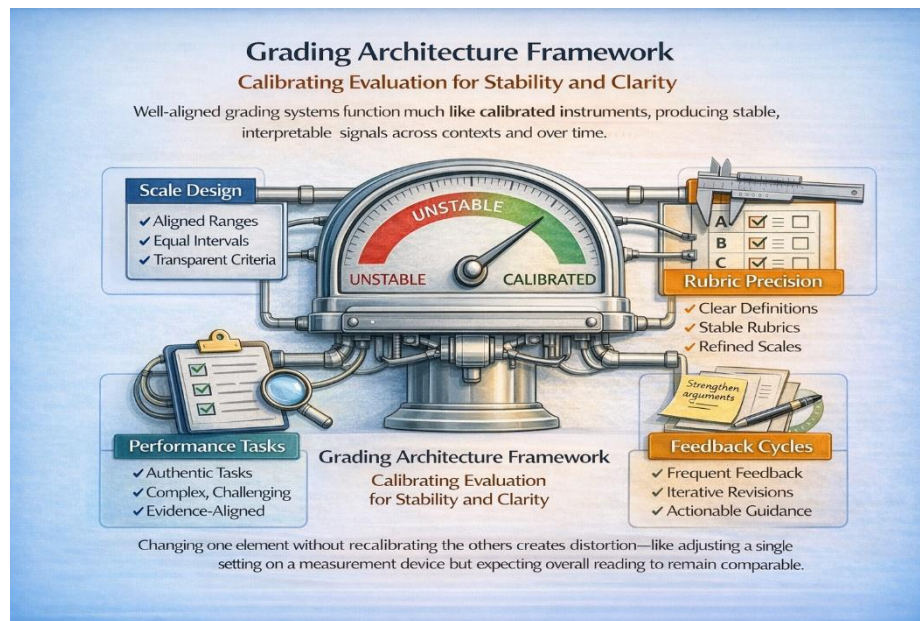 Grading Architecture Framework
Calibrating Evaluation for Stability and Clarity
Well-aligned grading systems function much like calibrated instruments, producing stable,
interpretable signals across contexts and over time.
Scale Design
✓ Aligned Ranges
✓ Equal Intervals
✓ Transparent Criteria
UNSTABLE
UNSTABLE
CALIBRATED
A
B
C
Rubric Precision
✓ Clear Definitions
✓ Stable Rubrics
✓ Refined Scales
Performance Tasks
✓ Authentic Tasks
✓ Complex, Challenging
✓ Evidence-Aligned
Grading Architecture Framework
Calibrating Evaluation
for Stability and Clarity
Strengthen
arguments
Feedback Cycles
✓ Frequent Feedback
✓ Iterative Revisions
✓ Actionable Guidance
Changing one element without recalibrating the others creates distortion—like adjusting a single
setting on a measurement device but expecting overall reading to remain comparable.